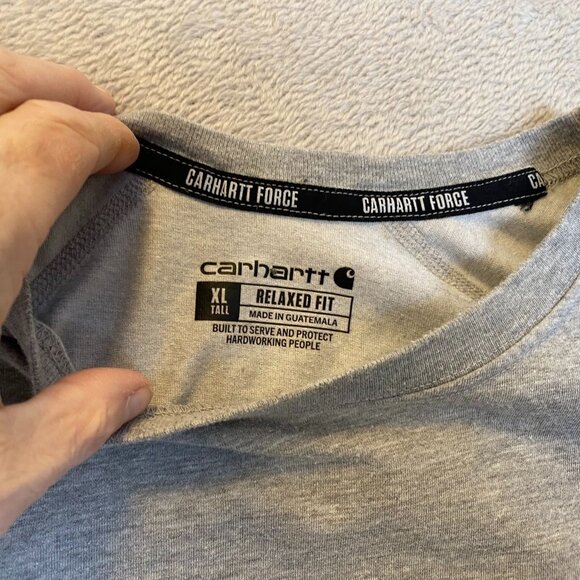 CARHARTT FORCE CARHARTT FORCE CA
carhartt
XL TALL
RELAXED FIT
MADE IN GUATEMALA
BUILT TO SERVE AND PROTECT
HARDWORKING PEOPLE